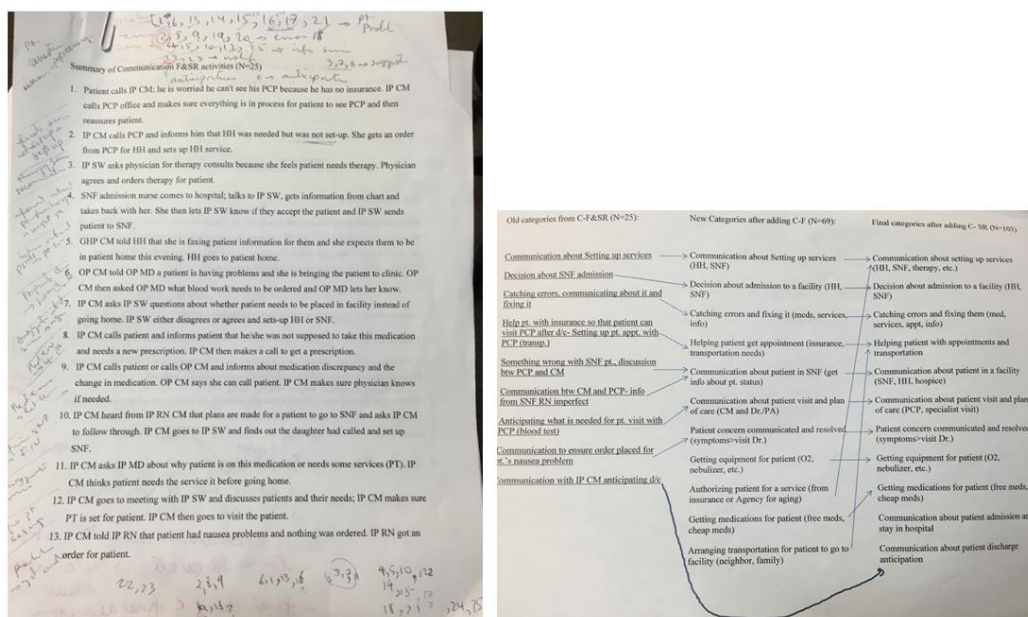 1, 6, 13, 14, 15, 16, 17, 21 → Pt
Probl
Summary of Communication F&SR activities (N=25)
1. Patient calls IP CM; he is worried he can't see his PCP because he has no insurance. IP CM
calls PCP office and makes sure everything is in process for patient to see PCP and then
reassures patient.
2. IP CM calls PCP and informs him that HH was needed but was not set-up. She gets an order
from PCP for HH and sets up HH service.
3. IP SW asks physician for therapy consults because she feels patient needs therapy. Physician
agrees and orders therapy for patient.
4. SNF admission nurse comes to hospital; talks to IP SW, gets information from chart and
takes back with her. She then lets IP SW know if they accept the patient and IP SW sends
patient to SNF.
5. GHP CM told HH that she is faxing patient information for them and she expects them to be
in patient home this evening. HH goes to patient home.
6. OP CM told OP MD a patient is having problems and she is bringing the patient to clinic. OP
CM then asked OP MD what blood work needs to be ordered and OP MD lets her know.
7. IP CM asks IP SW questions about whether patient needs to be placed in facility instead of
going home. IP SW either disagrees or agrees and sets-up HH or SNF.
8. IP CM calls patient and informs patient that he/she was not supposed to take this medication
and needs a new prescription. IP CM then makes a call to get a prescription.
9. IP CM calls patient or calls OP CM and informs about medication discrepancy and the
change in medication. OP CM says she can call patient. IP CM makes sure physician knows
if needed.
10. IP CM heard from IP RN CM that plans are made for a patient to go to SNF and asks IP CM
to follow through. IP CM goes to IP SW and finds out the daughter had called and set up
SNF.
11. IP CM asks IP MD about why patient is on this medication or needs some services (PT). IP
CM thinks patient needs the service it before going home.
12. IP CM goes to meeting with IP SW and discusses patients and their needs; IP CM makes sure
PT is set for patient. IP CM then goes to visit the patient.
13. IP CM told IP RN that patient had nausea problems and nothing was ordered. IP RN got an
order for patient.
22, 23 2, 8, 9
24, 25
Old categories from C-F&SR (N=25):
Communication about Setting up services
Decision about SNF admission
Catching errors, communicating about it and
fixing it
Help pt. with insurance so that patient can
visit PCP after d/c- Setting up pt. appt. with
PCP (transp.)
Something wrong with SNF pt., discussion
btw PCP and CM
Communication btw CM and PCP- info
from SNF RN imperfect
Anticipating what is needed for pt. visit with
PCP (blood test)
Communication to ensure order placed for
pt.'s nausea problem
Communication with IP CM anticipating d/c
New Categories after adding C-F (N=69):
Communication about Setting up services
(HH, SNF)
Decision about admission to a facility (HH,
SNF)
Catching errors and fixing it (meds, services,
info)
Helping patient get appointment (insurance,
transportation needs)
Communication about patient in SNF (get
info about pt. status)
Communication about patient visit and plan
of care (CM and Dr./PA)
Patient concern communicated and resolved
(symptoms>visit Dr.)
Getting equipment for patient (O2,
nebulizer, etc.)
Authorizing patient for a service (from
insurance or Agency for aging)
Getting medications for patient (free meds,
cheap meds)
Arranging transportation for patient to go to
facility (neighbor, family)
Final categories after adding C- SR (N=103)
Communication about setting up services
(HH, SNF, therapy, etc.)
Decision about admission to a facility (HH,
SNF)
Catching errors and fixing them (med,
services, appt, info)
Helping patient with appointments and
transportation
Communication about patient in a facility
(SNF, HH, hospice)
Communication about patient visit and plan
of care (PCP, specialist visit)
Patient concern communicated and resolved
(symptoms>visit Dr.)
Getting equipment for patient (O2,
nebulizer, etc.)
Getting medications for patient (free meds,
cheap meds)
Communication about patient admission an
stay in hospital
Communication about patient discharge
anticipation